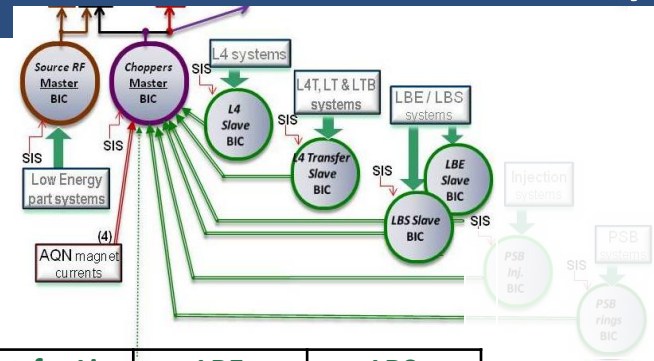 Source RF
Master
BIC
Choppers
Master
BIC
SIS
L4 systems
SIS
L4
Slave
BIC
L4T, LT & LTB
systems
SIS
L4 Transfer
Slave
BIC
LBE / LBS
systems
SIS
LBE
Slave
BIC
SIS
LBS Slave
BIC
SIS
Injection
systems
PSB
Inj.
BIC
PSB
systems
SIS
PSB
rings
BIC
SIS
Low Energy
part systems
(4)
AQN magnet
currents